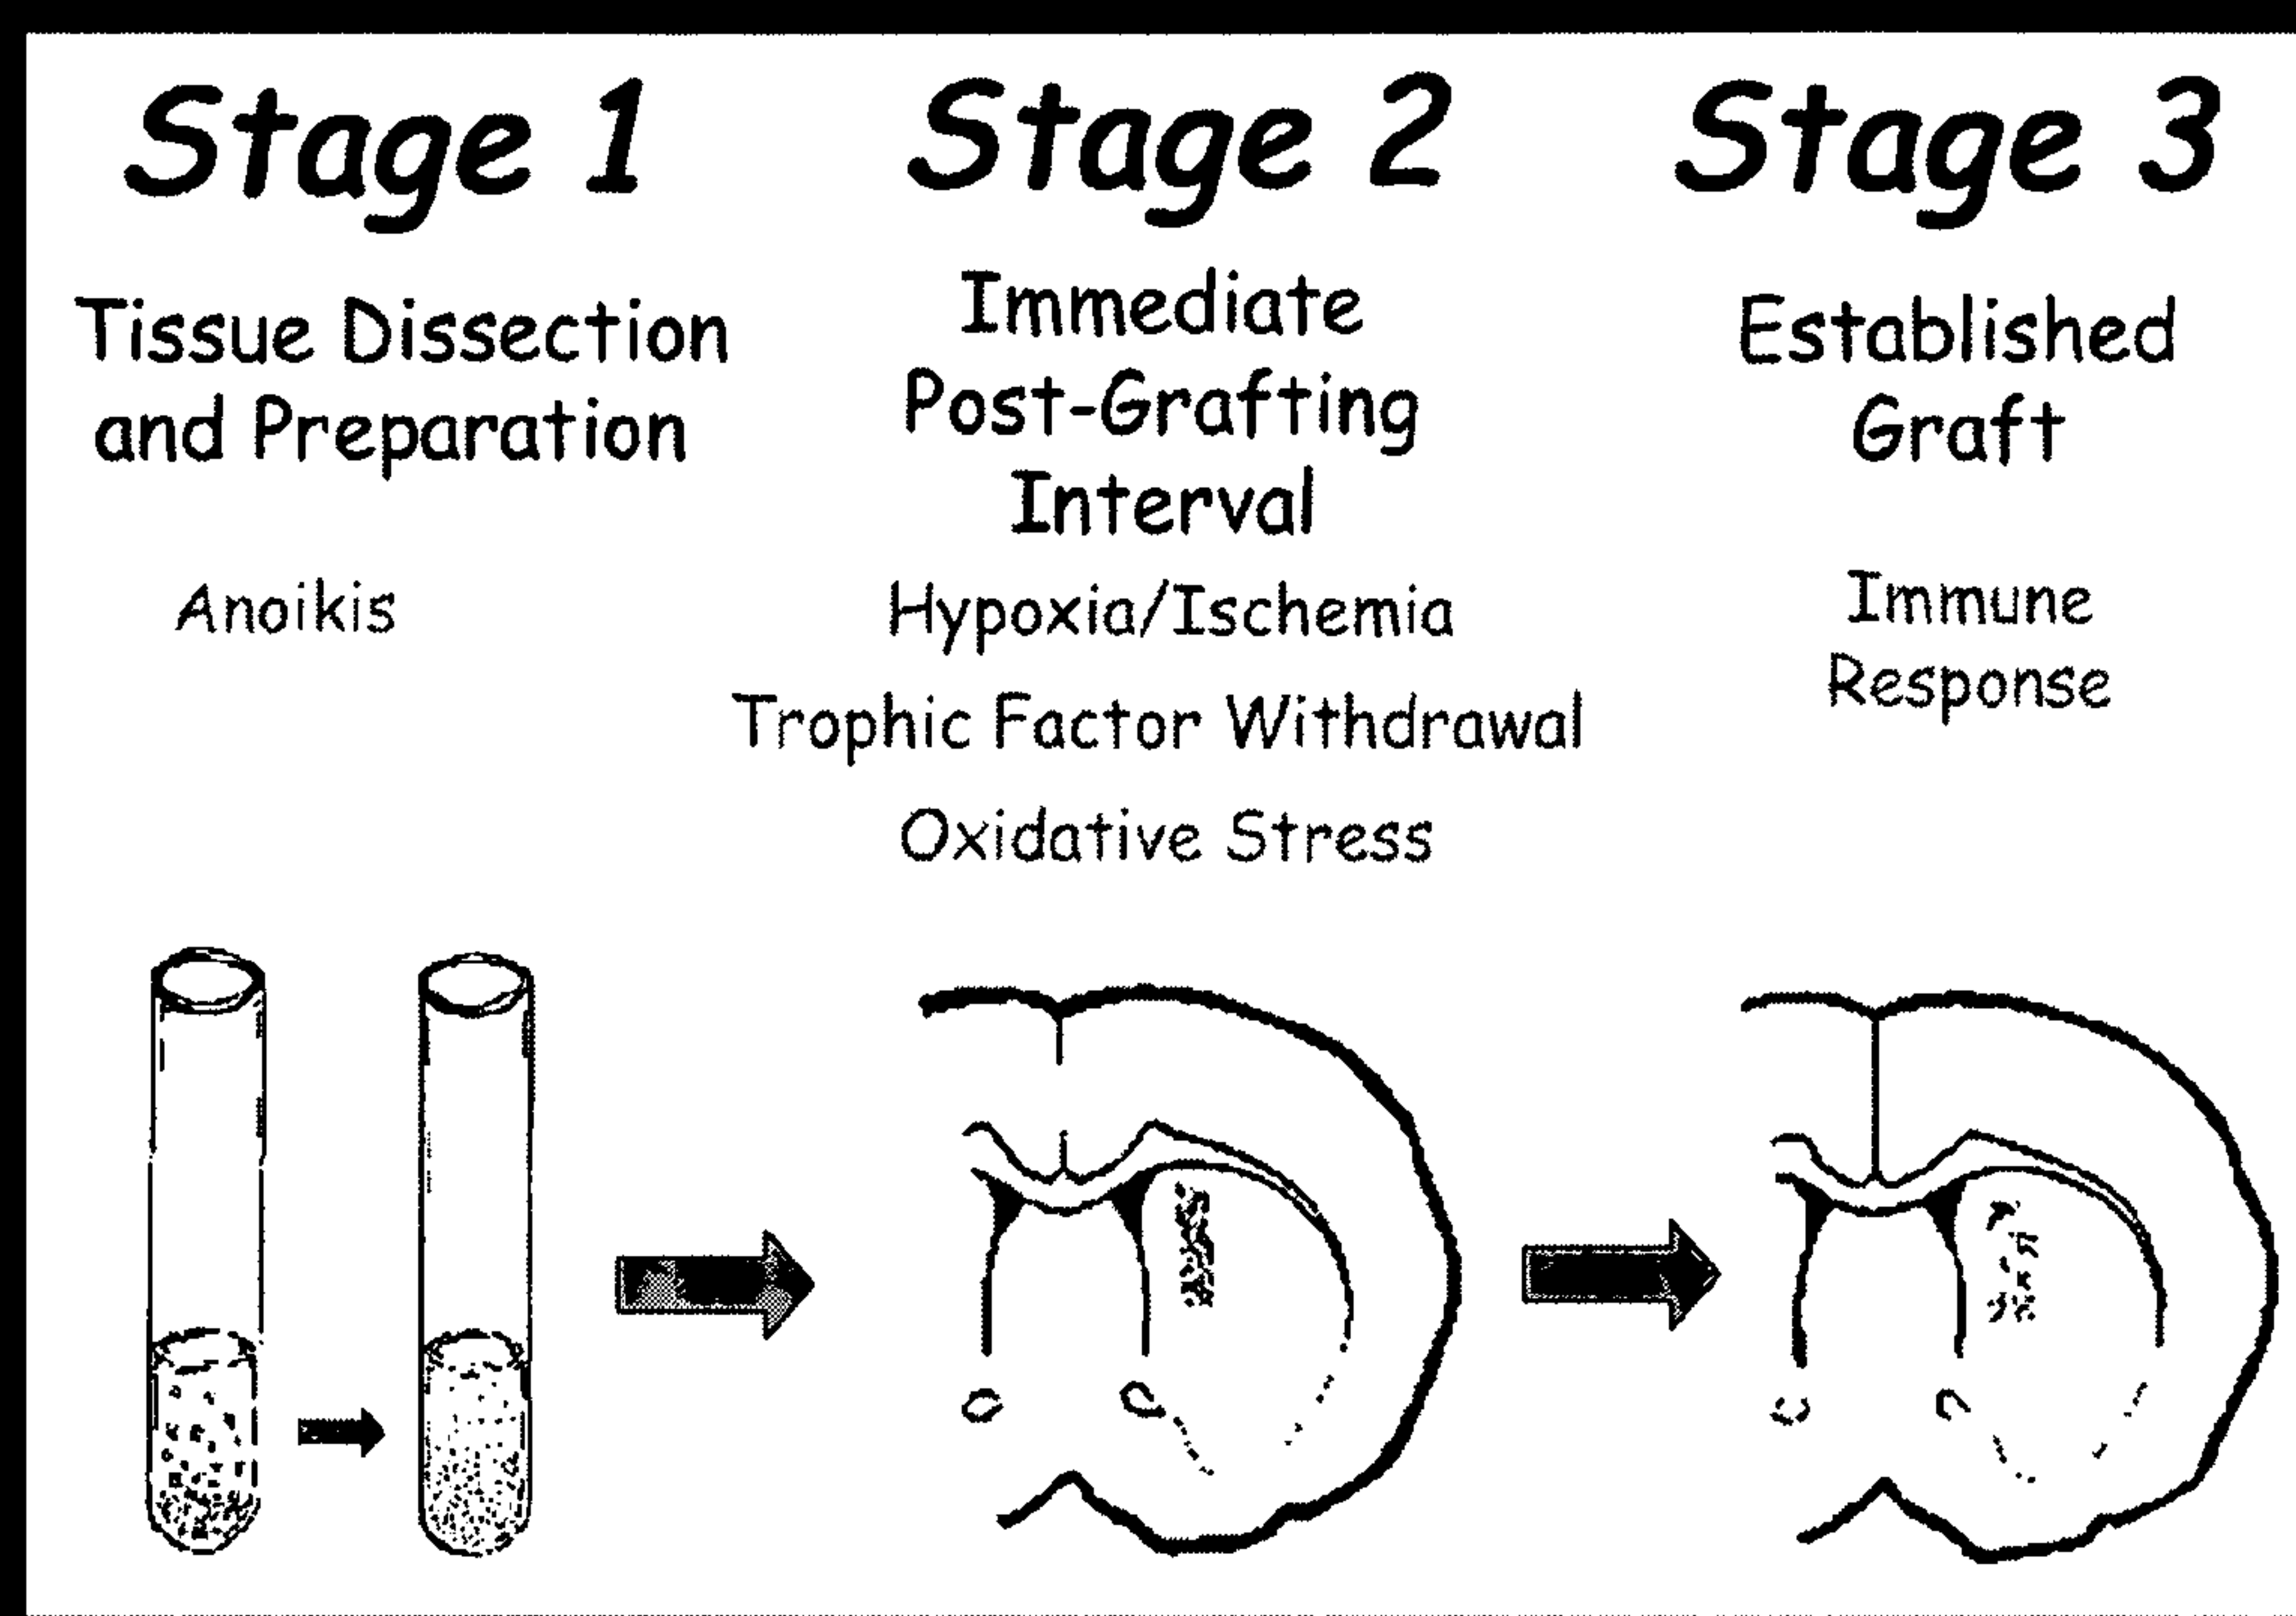 Stage 1
Tissue Dissection
and Preparation
Anoikis
Stage 2
Immediate
Post-Grafting
Interval
Hypoxia/Ischemia
Trophic Factor Withdrawal
Oxidative Stress
Stage 3
Established
Graft
Immune
Response